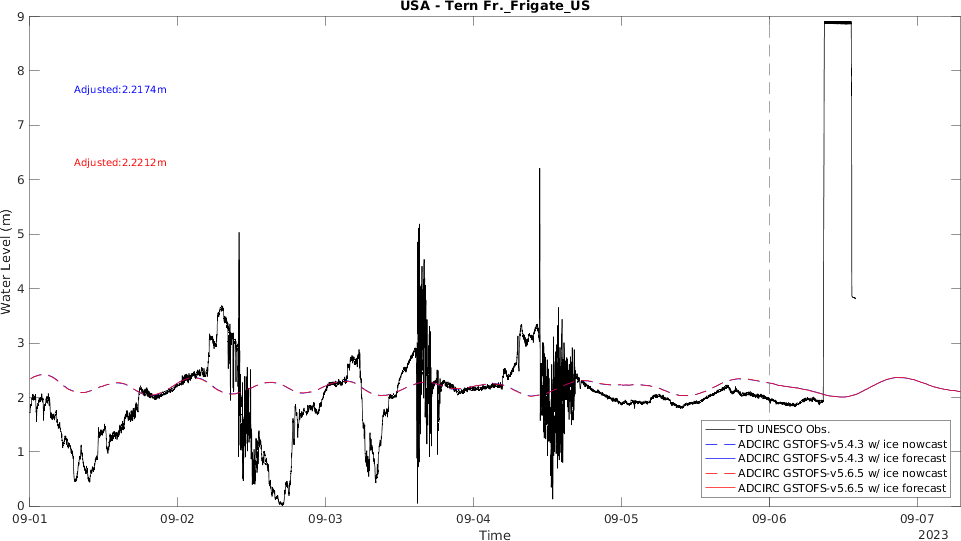 USA - Tern Fr._Frigate_US
9
8
7
6
5
4
3
2
1
0
Water Level (m)
Adjusted:2.2174m
Adjusted:2.2212m
TD UNESCO Obs.
ADCIRC GSTOFS-v5.4.3 w/ ice nowcast
ADCIRC GSTOFS-v5.4.3 w/ ice forecast
ADCIRC GSTOFS-v5.6.5 w/ ice nowcast
ADCIRC GSTOFS-v5.6.5 w/ ice forecast
09-01 09-02 09-03 09-04 09-05 09-06 09-07
Time
2023